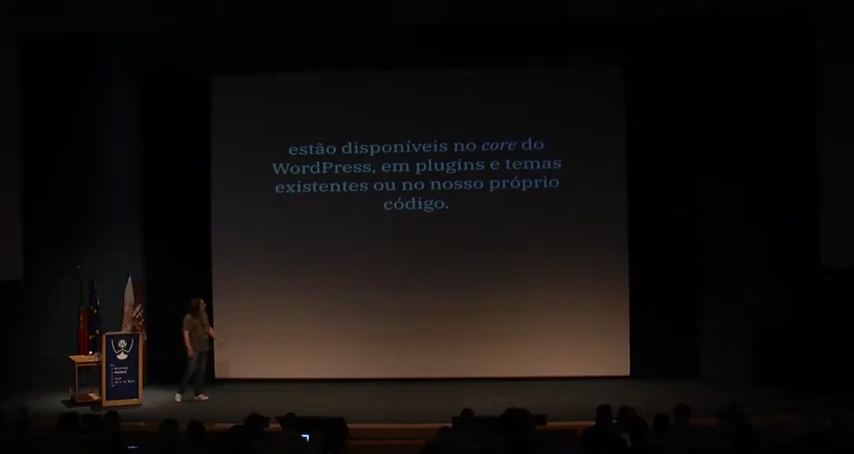 estão disponíveis no core do
WordPress, em plugins e temas
existentes ou no nosso próprio
código.